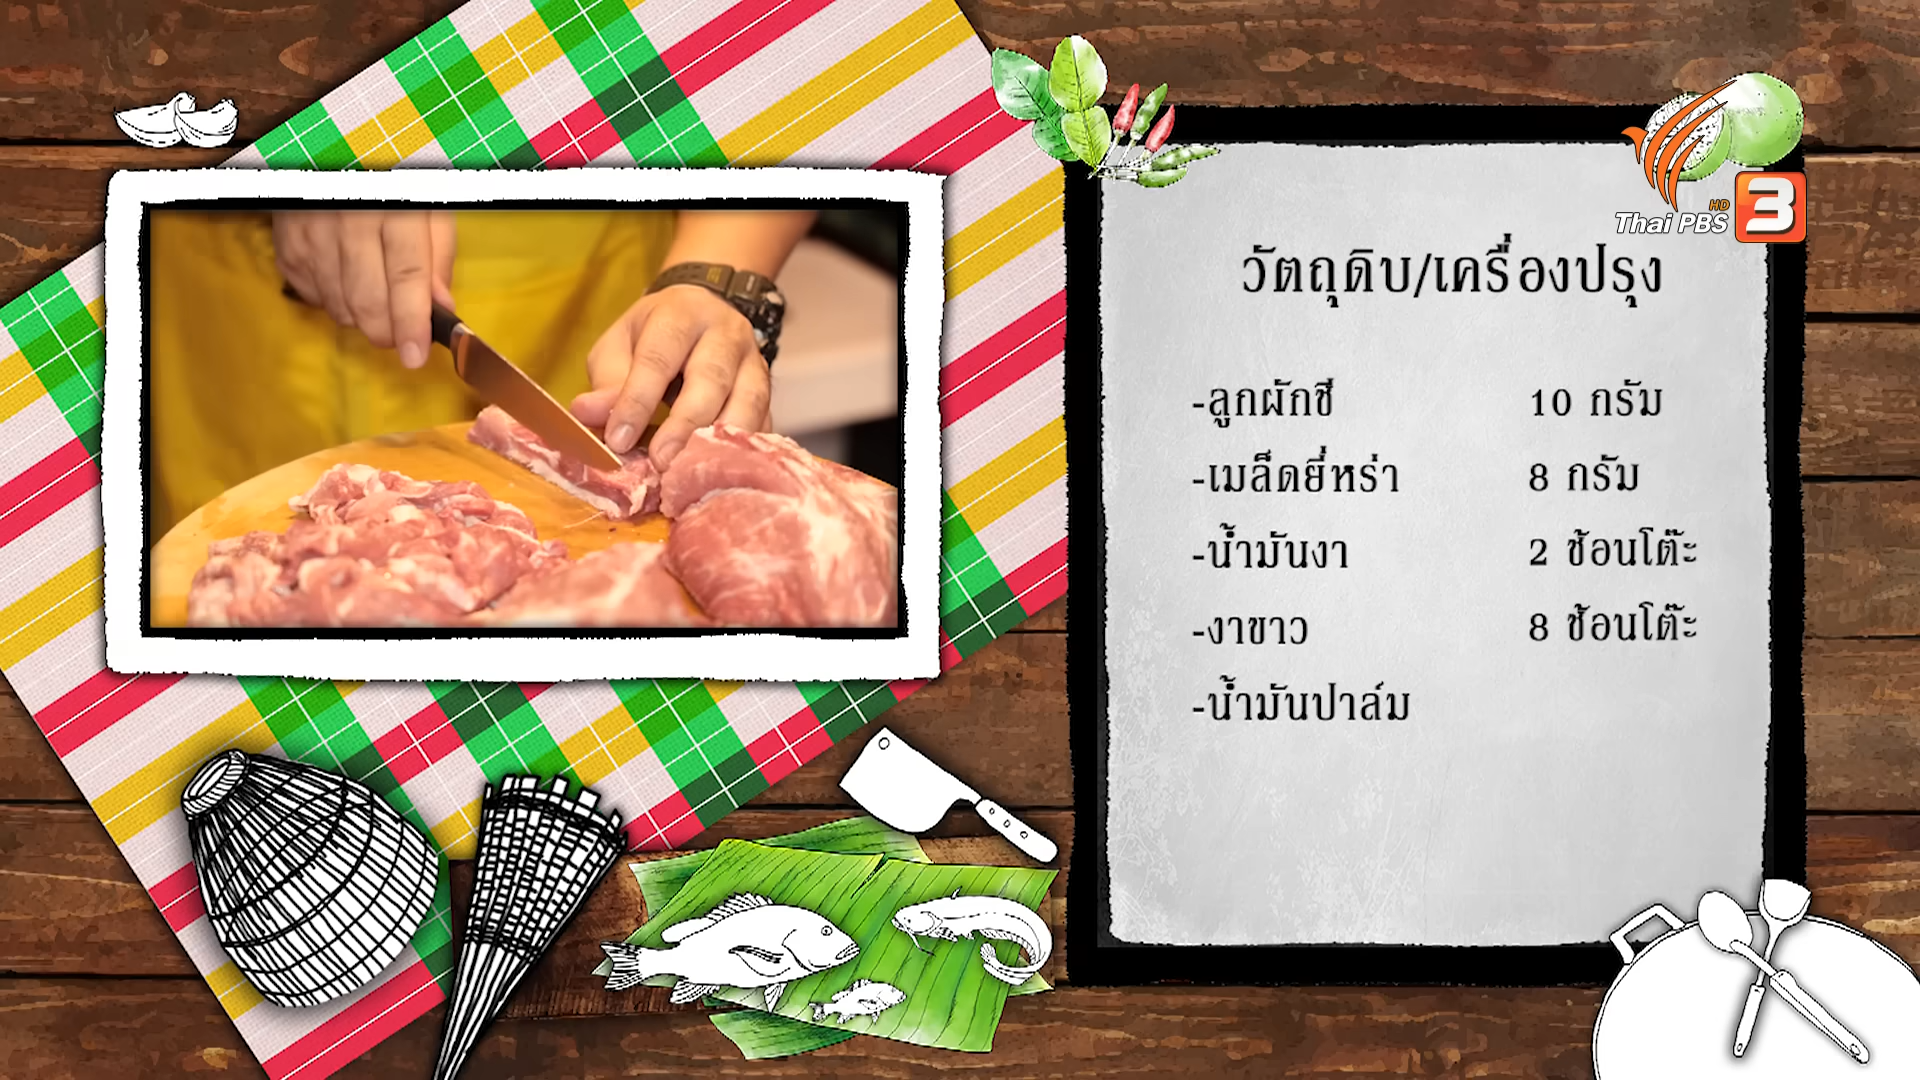 HD
Thai PBS 3
วัตถุดิบ/เครื่องปรุง
-ลูกผักชี 10 กรัม
-เมล็ดยี่หร่า 8 กรัม
-น้ำมันงา 2 ช้อนโต๊ะ
-งาขาว 8 ช้อนโต๊ะ
-น้ำมันปาล์ม